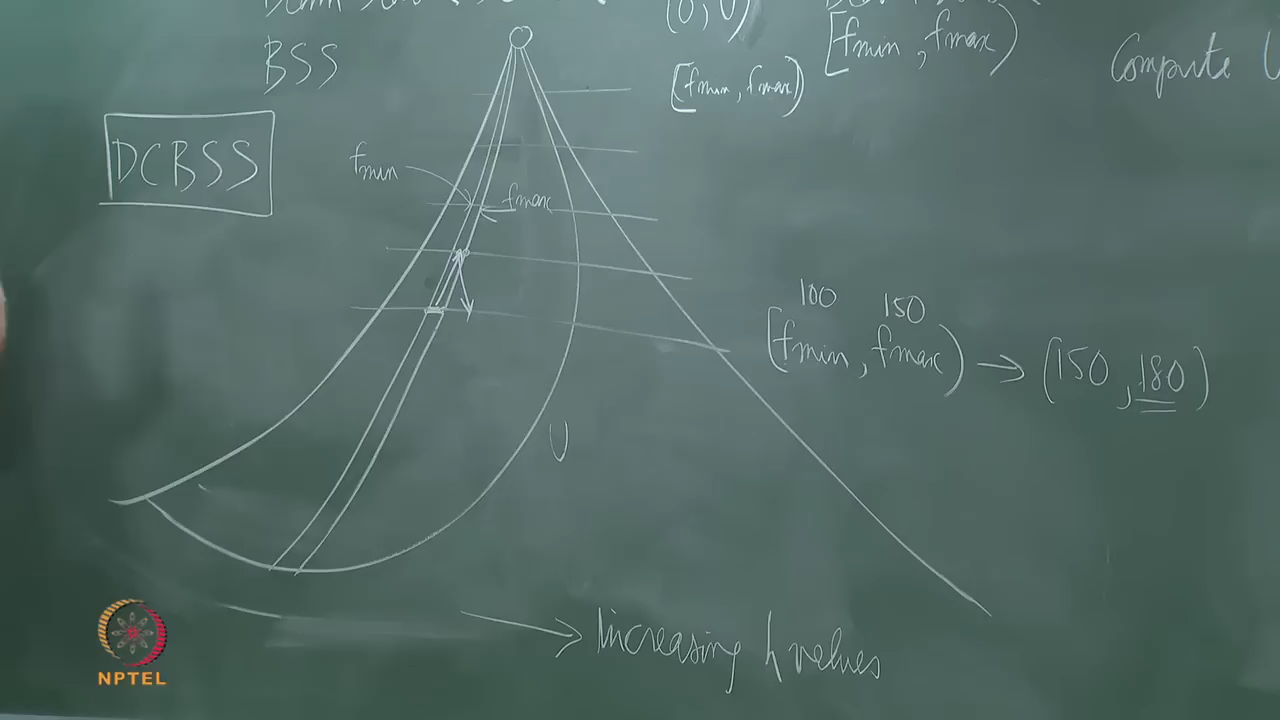 (0, 0)
BSS
[fmin, fmax)
[fmin, fmax)
Compute U
DCBSS
fmin
fmax
100 150
[fmin, fmax) → (150, 180)
U
→ Increasing h values
NPTEL